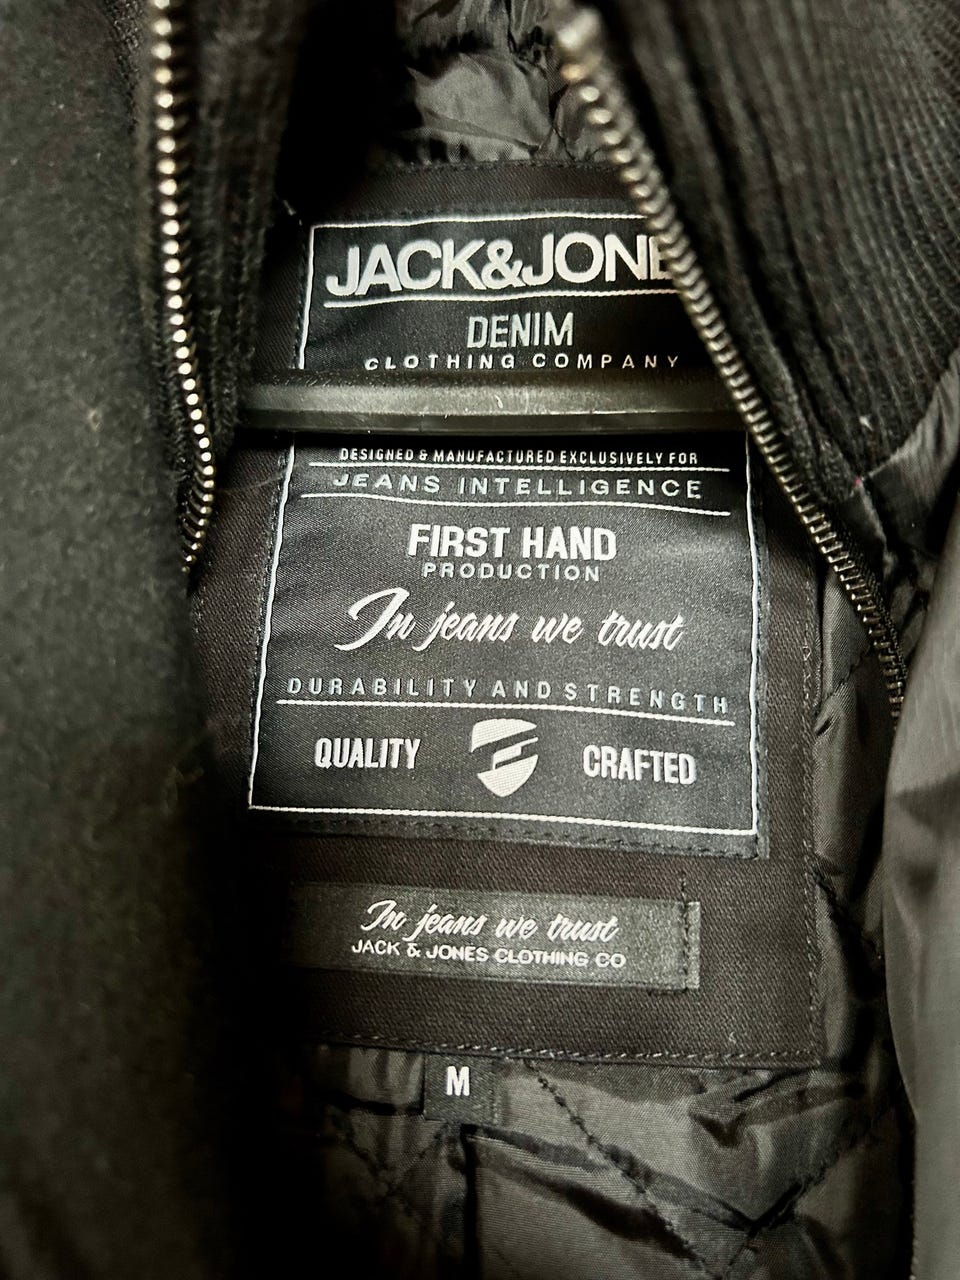 JACK&JONE
DENIM
CLOTHING COMPANY
DESIGNED & MANUFACTURED EXCLUSIVELY FOR
JEANS INTELLIGENCE
FIRST HAND
PRODUCTION
In jeans we trust
DURABILITY AND STRENGTH
QUALITY CRAFTED
In jeans we trust
JACK & JONES CLOTHING CO
M